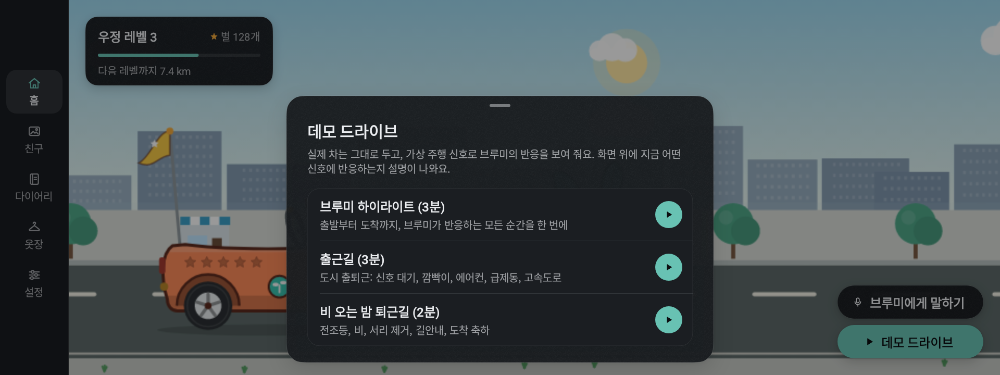 우정 레벨 3
★ 별 128개
다음 레벨까지 7.4 km
홈
친구
다이어리
옷장
설정
데모 드라이브
실제 차는 그대로 두고, 가상 주행 신호로 브루미의 반응을 보여 줘요. 화면 위에 지금 어떤
신호에 반응하는지 설명이 나와요.
브루미 하이라이트 (3분)
출발부터 도착까지, 브루미가 반응하는 모든 순간을 한 번에
출근길 (3분)
도시 출퇴근: 신호 대기, 깜빡이, 에어컨, 급제동, 고속도로
비 오는 밤 퇴근길 (2분)
전조등, 비, 서리 제거, 길안내, 도착 축하
브루미에게 말하기
데모 드라이브